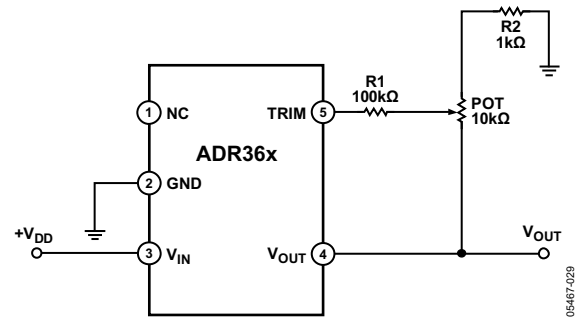 R2
1kΩ
R1
100kΩ
POT
10kΩ
1 NC
TRIM 5
ADR36x
2 GND
+VDD
3 VIN
VOUT 4
VOUT
05467-029